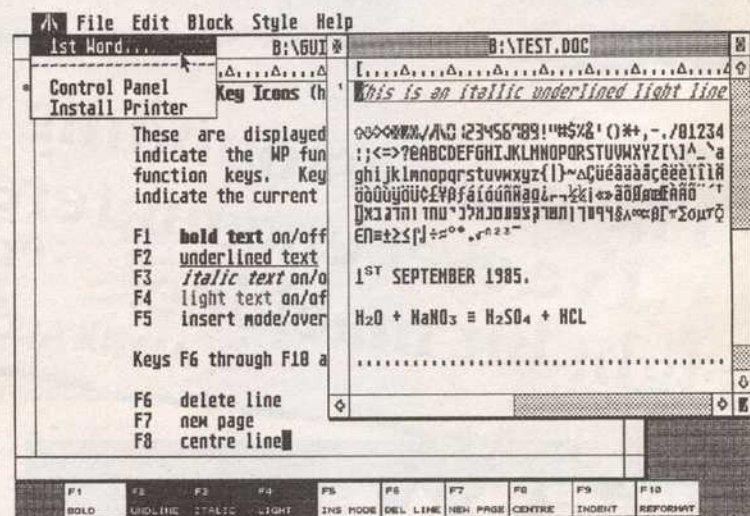 File Edit Block Style Help
1st Word....
Control Panel
Install Printer
B:\GUI
Key Icons (h
These are displayed
indicate the WP fun
function keys. Key
indicate the current
F1 bold text on/off
F2 underlined text
F3 italic text on/o
F4 light text on/of
F5 insert mode/over
Keys F6 through F10 a
F6 delete line
F7 new page
F8 centre line
B:\TEST.DOC
This is an itallic underlined light line
0123456789!"#$%&'()*+,-./01234
:;<=>?@ABCDEFGHIJKLMNOPQRSTUVWXYZ[\]^_`a
bcdefghijklmnopqrstuvwxyz{|}~
1ST SEPTEMBER 1985.
H₂O + NaNO₃ ≡ H₂SO₄ + HCL
F1 F2 F3 F4 F5 F6 F7 F8 F9 F10
BOLD UNDLINE ITALIC LIGHT INS MODE DEL LINE NEW PAGE CENTRE INDENT REFORMAT